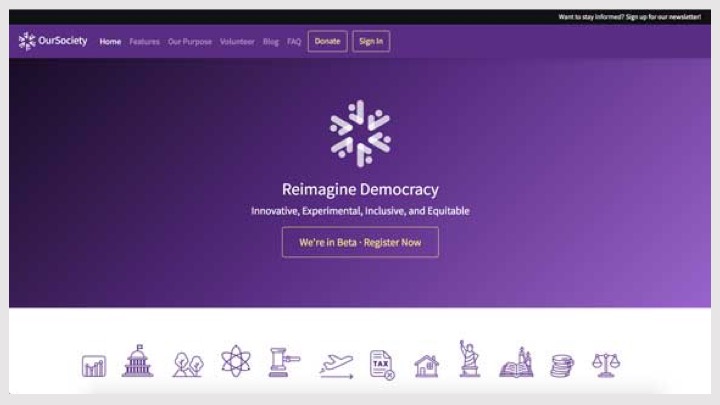 Want to stay informed? Sign up for our newsletter!
OurSociety Home Features Our Purpose Volunteer Blog FAQ Donate Sign In
Reimagine Democracy
Innovative, Experimental, Inclusive, and Equitable
We're in Beta · Register Now
TAX